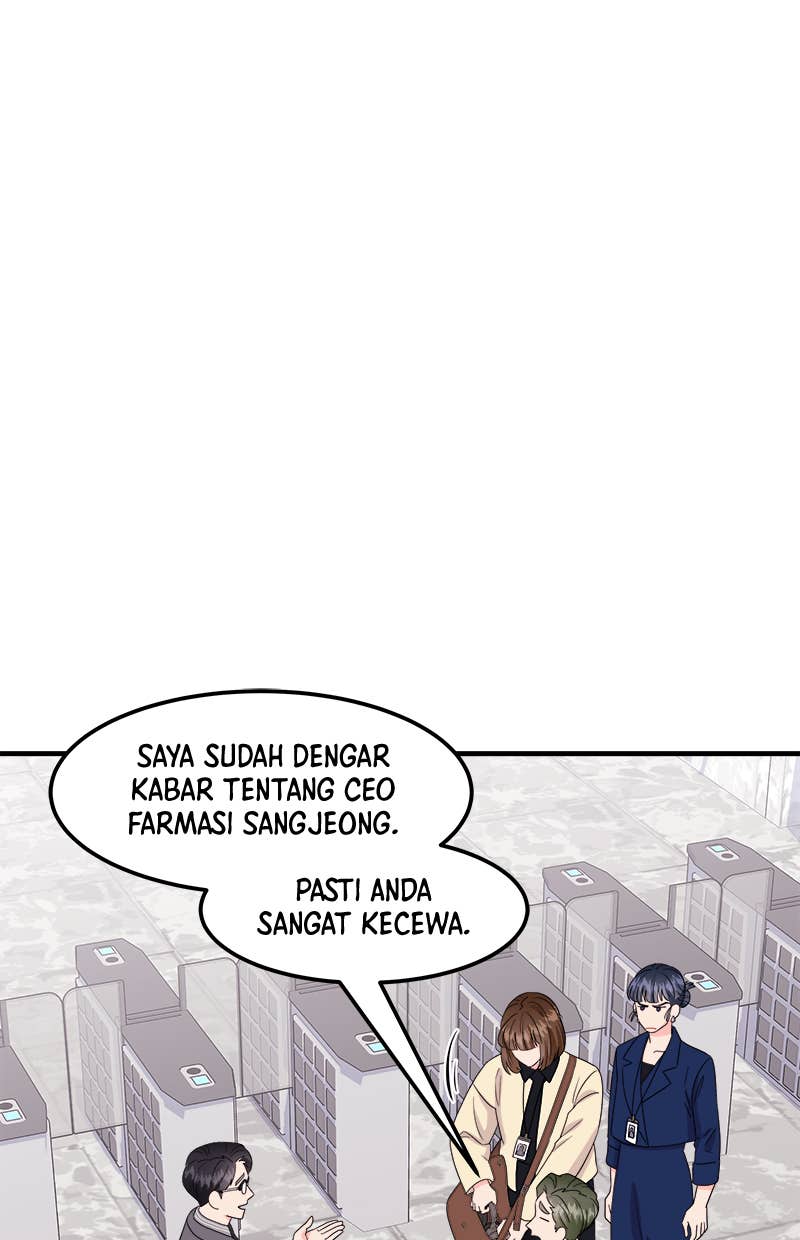 SAYA SUDAH DENGAR
KABAR TENTANG CEO
FARMASI SANGJEONG.
PASTI ANDA
SANGAT KECEWA.